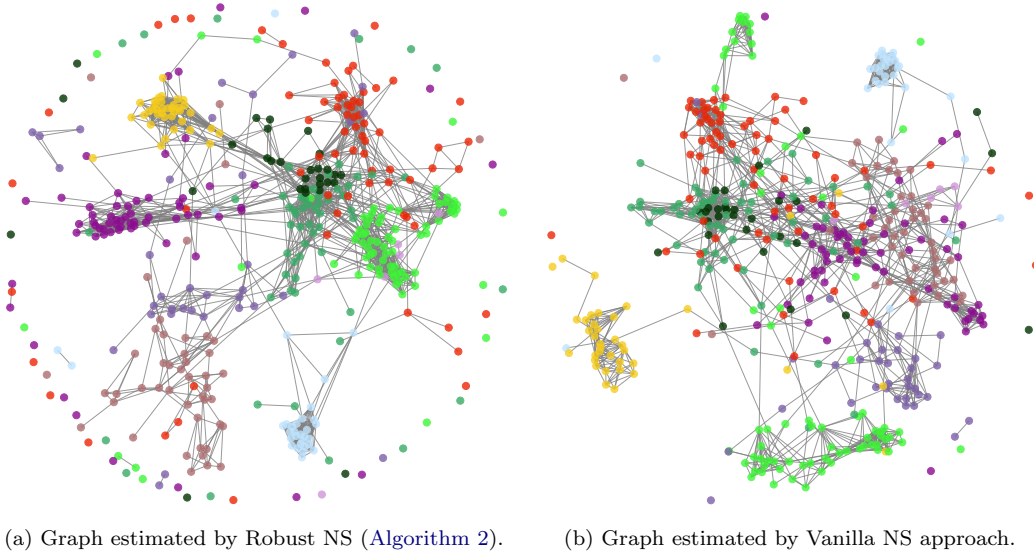 (a) Graph estimated by Robust NS (Algorithm 2).
(b) Graph estimated by Vanilla NS approach.